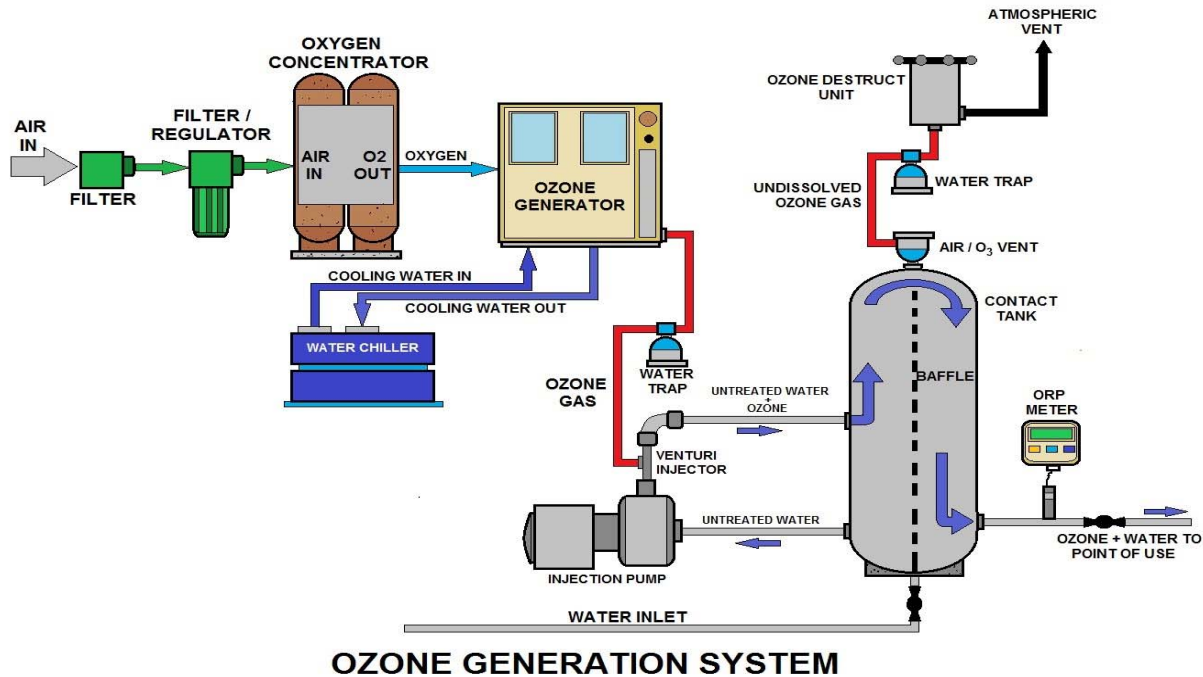 ATMOSPHERIC
VENT
OXYGEN
CONCENTRATOR
OZONE DESTRUCT
UNIT
FILTER /
REGULATOR
AIR
IN
AIR
IN
O2
OUT
OXYGEN
FILTER
OZONE
GENERATOR
WATER TRAP
UNDISSOLVED
OZONE GAS
AIR / O₃ VENT
COOLING WATER IN
COOLING WATER OUT
CONTACT
TANK
WATER CHILLER
WATER
TRAP
BAFFLE
OZONE
GAS
UNTREATED WATER
+
OZONE
ORP
METER
VENTURI
INJECTOR
UNTREATED WATER
OZONE + WATER TO
POINT OF USE
INJECTION PUMP
WATER INLET
OZONE GENERATION SYSTEM